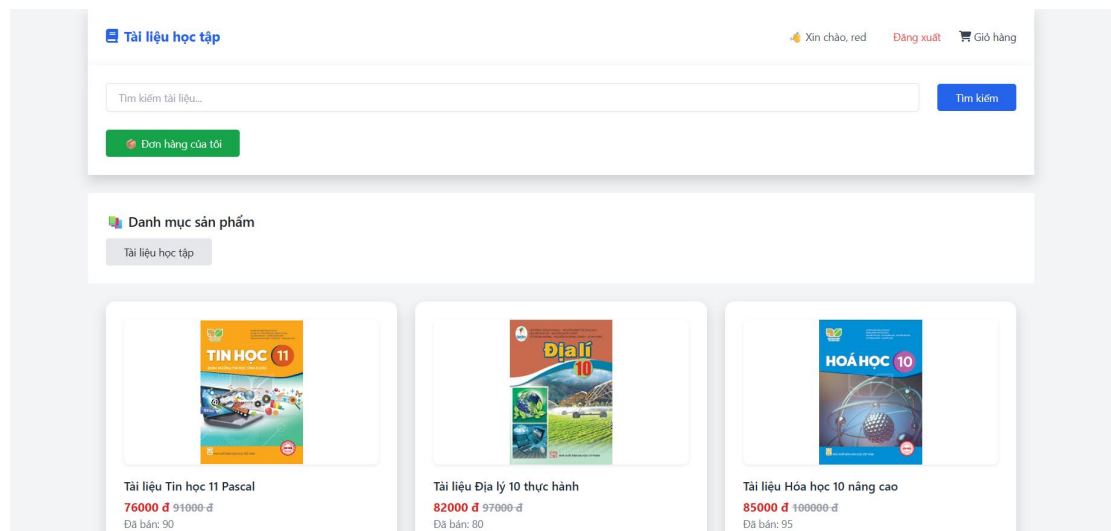 Tài liệu học tập
Xin chào, red
Đăng xuất
Giỏ hàng
Tìm kiếm tài liệu...
Tìm kiếm
Đơn hàng của tôi
Danh mục sản phẩm
Tài liệu học tập
TIN HỌC 11
Địa lí
10
HOÁ HỌC 10
Tài liệu Tin học 11 Pascal
76000 đ 91000 đ
Đã bán: 90
Tài liệu Địa lý 10 thực hành
82000 đ 97000 đ
Đã bán: 80
Tài liệu Hóa học 10 nâng cao
85000 đ 100000 đ
Đã bán: 95